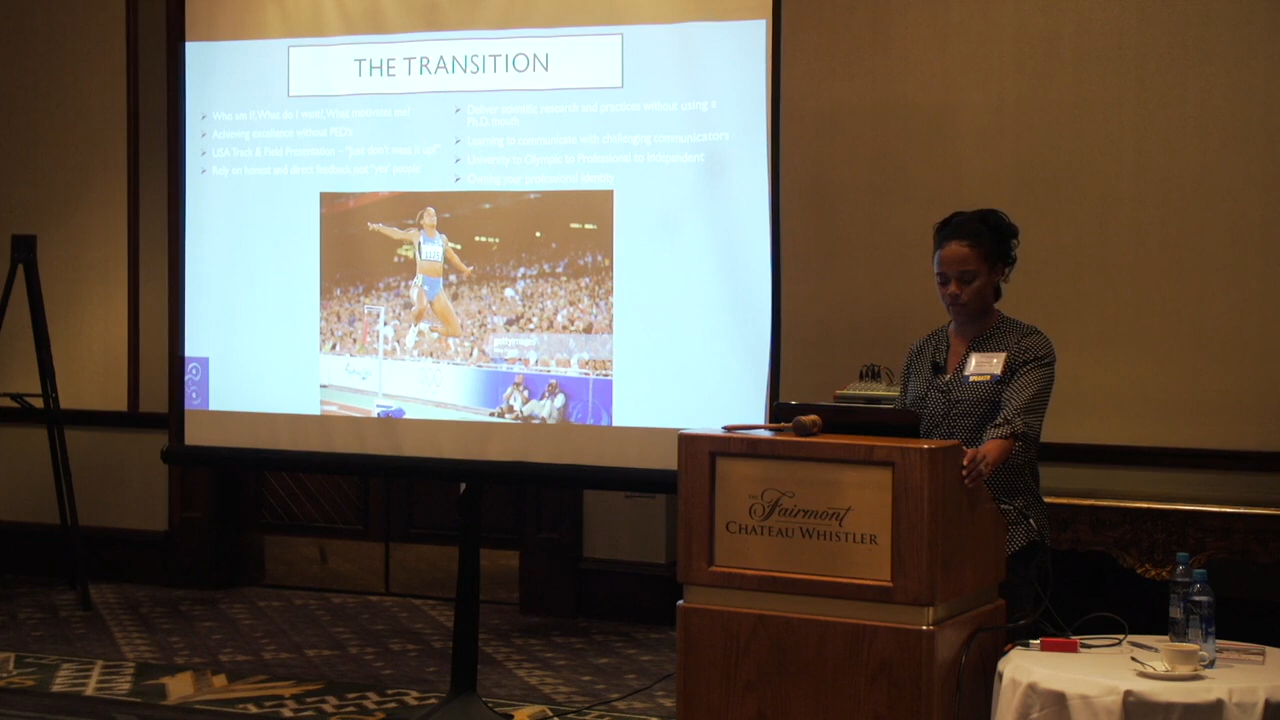 THE TRANSITION
Who am I?, What do I want?, What motivates me?
Achieving excellence without PED's
USA Track & Field Presentation – "Just don't mess it up!"
Rely on honest and direct feedback not "yes" people
Deliver scientific research and practices without using a
Ph.D. mouth
Learning to communicate with challenging communicators
University to Olympic to Professional to Independent
Owning your professional identity
gettyimages
SPEAKER
THE
Fairmont
CHATEAU WHISTLER